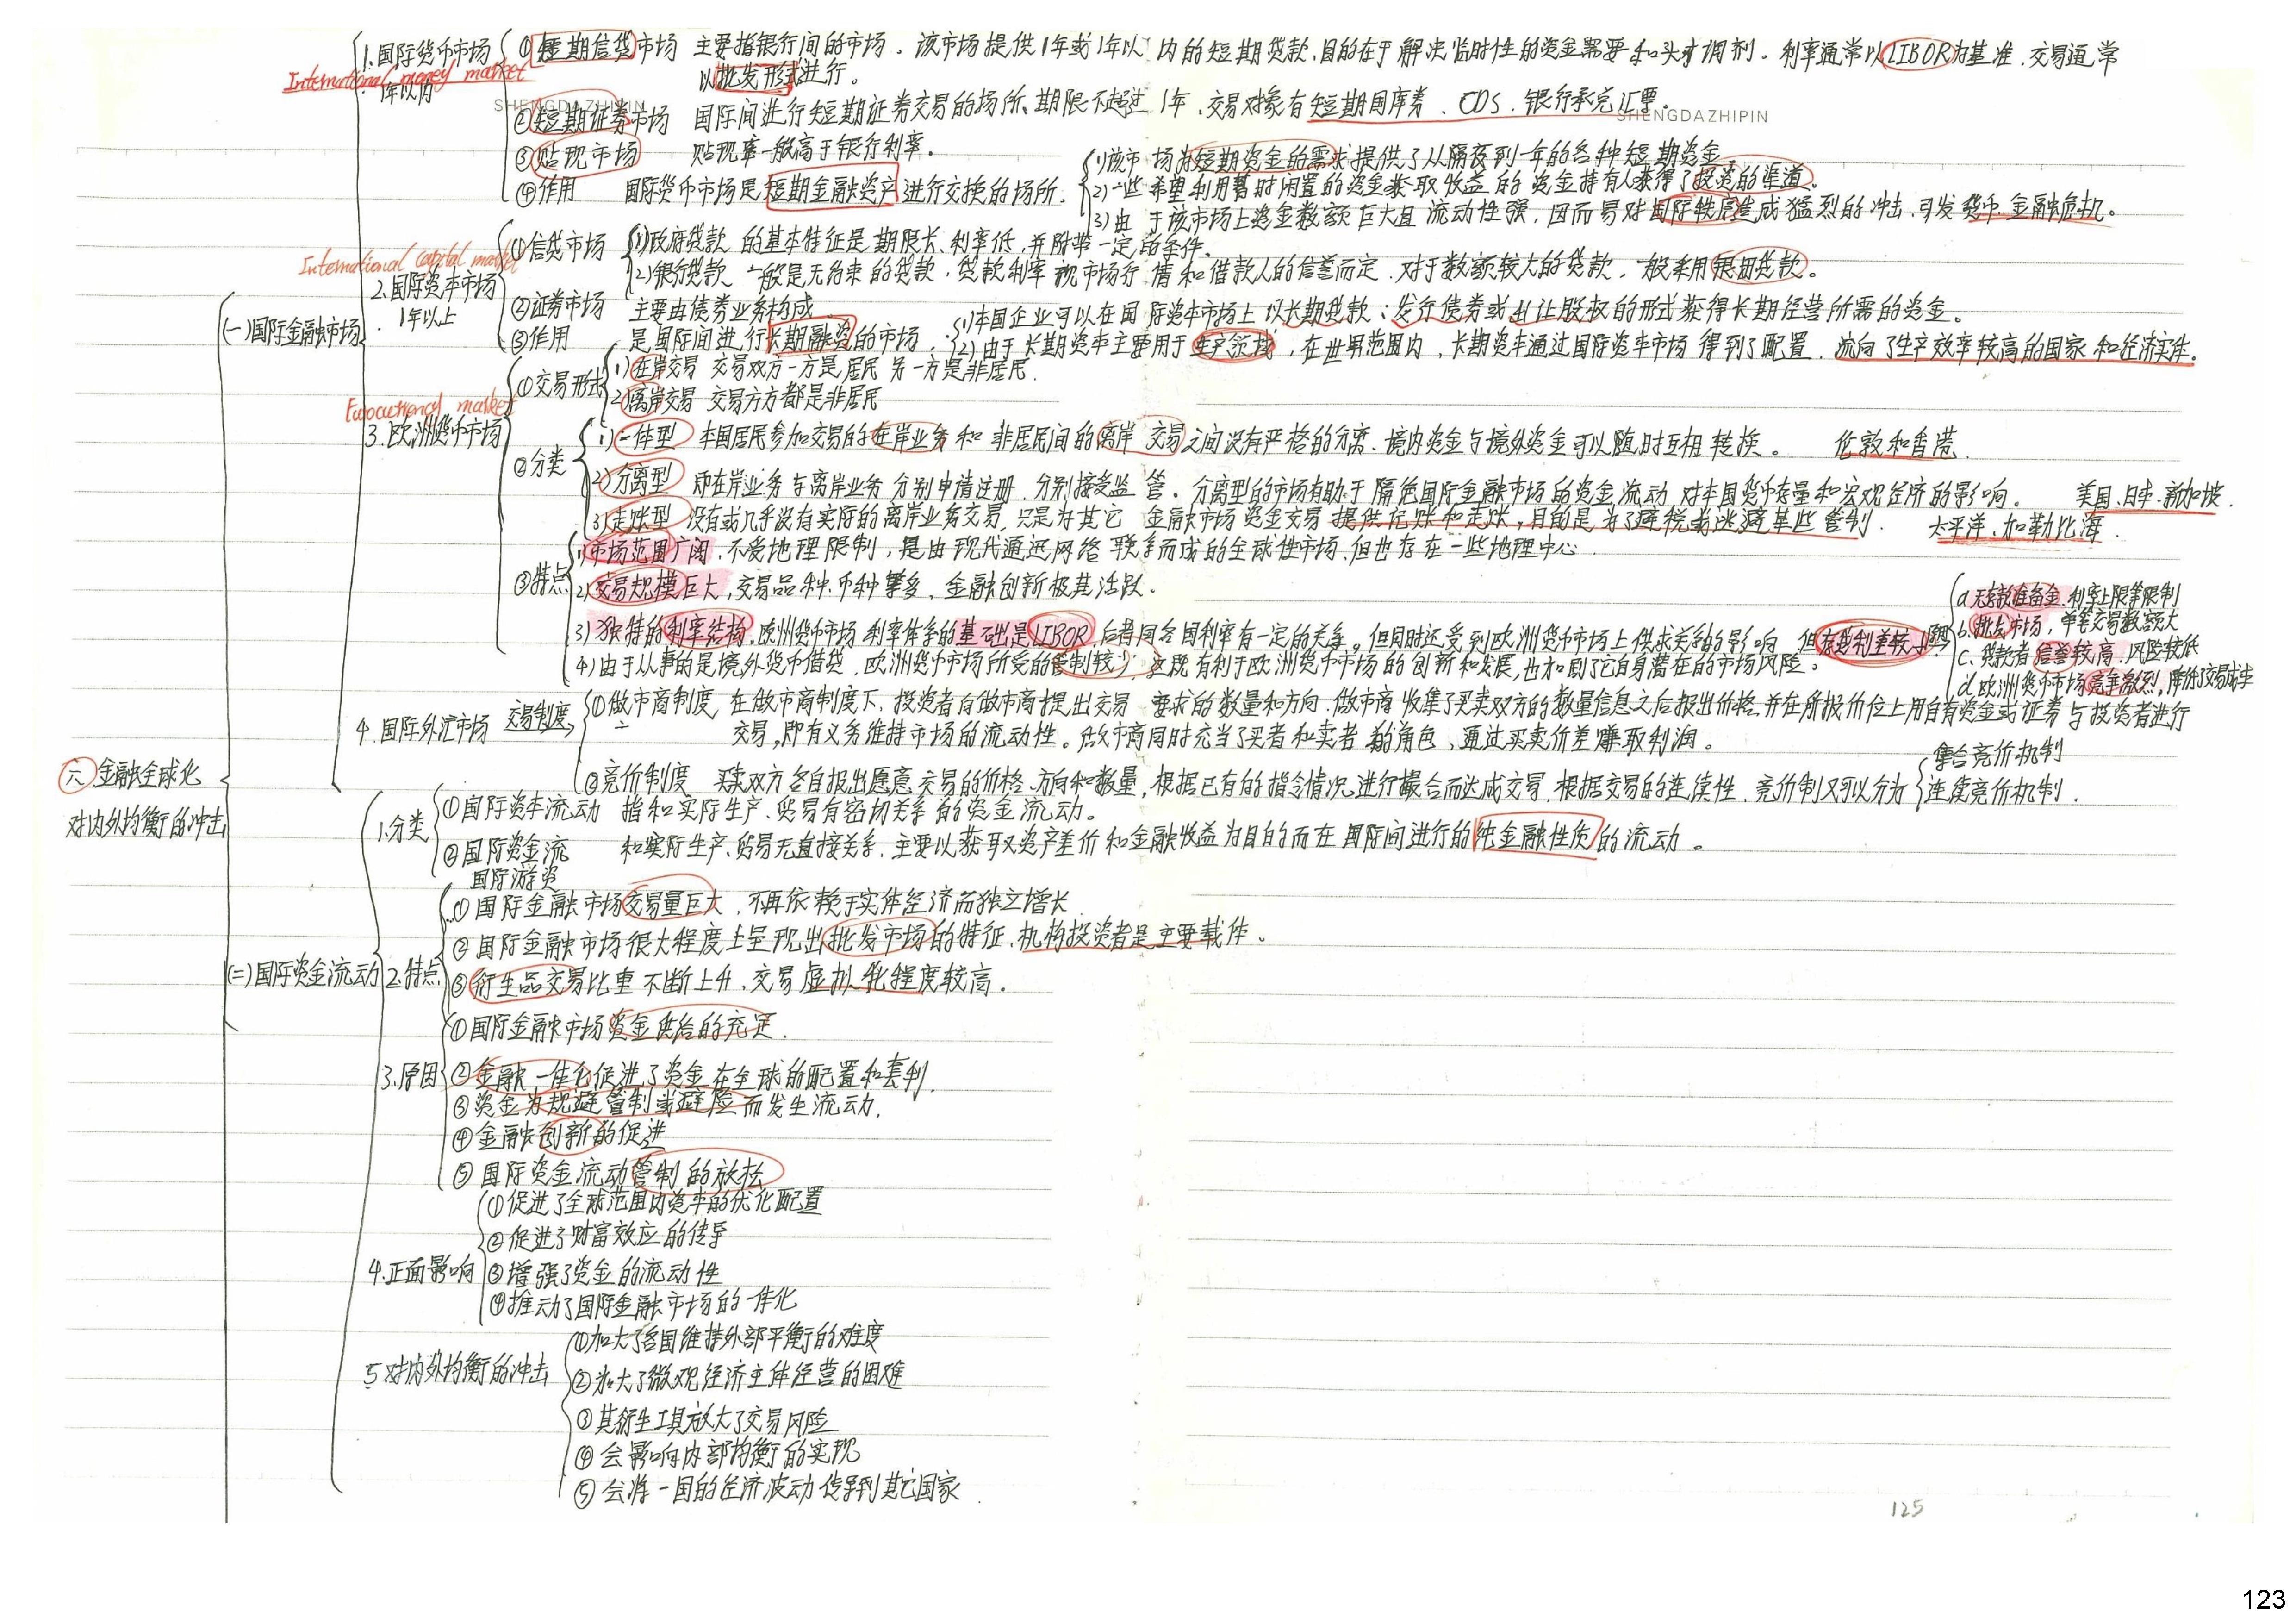 1.国际货币市场
International money market
1年以内
①短期信贷市场 主要指银行间的市场。该市场提供1年或1年以内的短期贷款,目的在于解决临时性的资金需要和头寸调剂。利率通常以LIBOR为基准,交易通常
以批发形式进行。
SHENGDAZHIPIN
SHENGDAZHIPIN
②短期证券市场 国际间进行短期证券交易的场所、期限不超过1年、交易对象有短期国库券、CDS、银行承兑汇票。
③贴现市场 贴现率一般高于银行利率。
④作用 国际货币市场是短期金融资产进行交换的场所。
1)该市场为短期资金的需求提供了从隔夜到一年的各种短期资金
2)一些希望利用暂时闲置的资金获取收益的资金持有人获得了投资的渠道。
3)由于该市场上资金数额巨大且流动性强,因而易对国际秩序造成猛烈的冲击,引发货币、金融危机。
International capital market
2.国际资本市场
1年以上
①信贷市场 1)政府贷款 的基本特征是期限长、利率低,并附带一定的条件。
2)银行贷款 一般是无约束的贷款,贷款利率视市场行情和借款人的信誉而定,对于数额较大的贷款,一般采用银团贷款。
②证券市场 主要由债券业务构成
③作用 是国际间进行长期融资的市场。
1)本国企业可以在国际资本市场上以长期贷款;发行债券或出让股权的形式获得长期经营所需的资金。
2)由于长期资本主要用于生产领域,在世界范围内,长期资本通过国际资本市场得到了配置,流向了生产效率较高的国家和经济实体。
(一)国际金融市场
3.欧洲货币市场
①交易形式 1)在岸交易 交易双方一方是居民 另一方是非居民.
2)离岸交易 交易方方都是非居民
②分类 1)一体型 本国居民参加交易的在岸业务和非居民间的离岸交易之间没有严格的分离、境内资金与境外资金可以随时互相转换。 伦敦和香港.
2)分离型 即在岸业务与离岸业务分别申请注册,分别接受监管。分离型的市场有助于隔绝国际金融市场的资金流动对本国货币存量和宏观经济的影响。 美国、日本、新加坡.
3)走账型 没有或几乎没有实际的离岸业务交易,只是为其它金融市场资金交易提供记账和走账,目的是为了避税或逃避某些管制. 太平洋、加勒比海.
③特点 1)市场范围广阔、不受地理限制,是由现代通迅网络联系而成的全球性市场,但也存在一些地理中心.
2)交易规模巨大,交易品种、币种繁多,金融创新极其活跃。
3)独特的利率结构、欧洲货币市场利率体系的基础是LIBOR,后者同各国利率有一定的关系。但同时还受到欧洲货币市场上供求关系的影响,但存贷利差较小
a.无存款准备金、利率上限等限制
b.批发市场,单笔交易数额大
c.贷款者信誉较高,风险较低
d.欧洲货币市场竞争激烈,降低了交易成本
4)由于从事的是境外货币借贷,欧洲货币市场所受的管制较少,这既有利于欧洲货币市场的创新和发展,也加剧了它自身潜在的市场风险。
4.国际外汇市场 交易制度
①做市商制度 在做市商制度下,投资者向做市商提出交易要求的数量和方向,做市商收集了买卖双方的数量信息之后报出价格,并在所报价位上用自有资金或证券与投资者进行
交易,即有义务维持市场的流动性。做市商同时充当了买者和卖者的角色,通过买卖价差赚取利润。
②竞价制度 买卖双方各自报出愿意交易的价格、方向和数量,根据已有的指令情况,进行撮合而达成交易,根据交易的连续性,竞价制又可以分为
集合竞价机制
连续竞价机制.
六 金融全球化
对内外均衡的冲击
1.分类 ①国际资本流动 指和实际生产、贸易有密切关系的资金流动。
②国际资金流 和实际生产、贸易无直接关系,主要以获取资产差价和金融收益为目的而在国际间进行的纯金融性质的流动。
国际游资
(二)国际资金流动
2.特点 ①国际金融市场交易量巨大,不再依赖于实体经济而独立增长
②国际金融市场很大程度上呈现出批发市场的特征,机构投资者是主要载体。
③衍生品交易比重不断上升,交易虚拟化程度较高.
3.原因 ①国际金融市场资金供给的充足.
②金融一体化促进了资金在全球的配置和套利.
③资金为规避管制或避险而发生流动.
④金融创新的促进
⑤国际资金流动管制的放松
4.正面影响 ①促进了全球范围内资本的优化配置
②促进了财富效应的传导
③增强了资金的流动性
④推动了国际金融市场的一体化
5.对内外均衡的冲击 ①加大了各国维持外部平衡的难度
②加大了微观经济主体经营的困难
③其衍生工具放大了交易风险
④会影响内部均衡的实现
⑤会将一国的经济波动传导到其它国家.
125
123